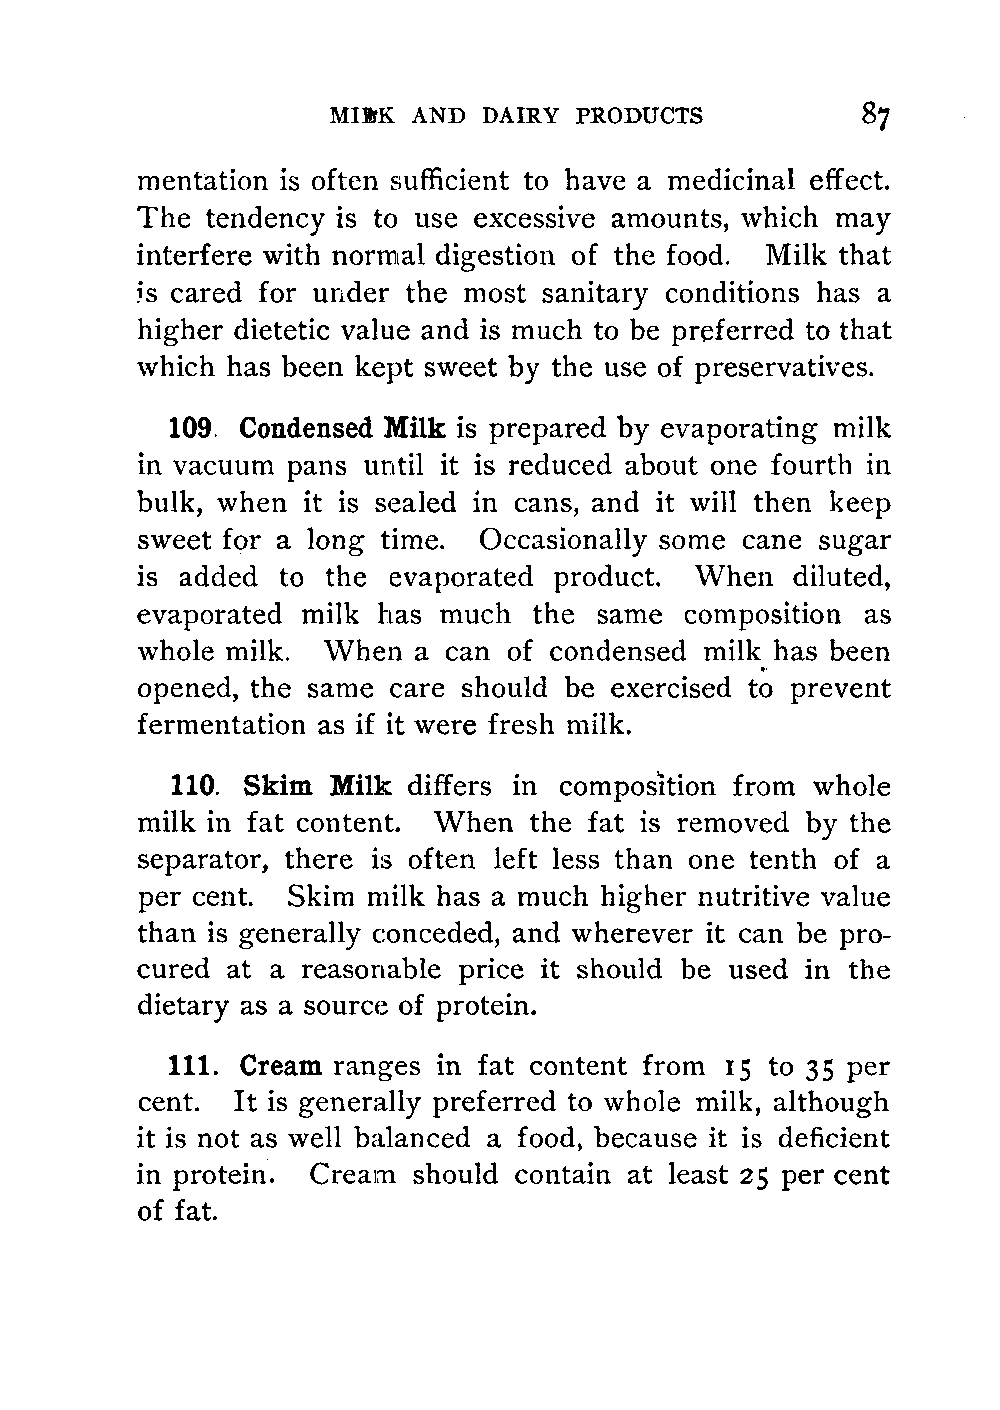 MILK AND DAIRY PRODUCTS 87
mentation is often sufficient to have a medicinal effect.
The tendency is to use excessive amounts, which may
interfere with normal digestion of the food. Milk that
is cared for under the most sanitary conditions has a
higher dietetic value and is much to be preferred to that
which has been kept sweet by the use of preservatives.
109. Condensed Milk is prepared by evaporating milk
in vacuum pans until it is reduced about one fourth in
bulk, when it is sealed in cans, and it will then keep
sweet for a long time. Occasionally some cane sugar
is added to the evaporated product. When diluted,
evaporated milk has much the same composition as
whole milk. When a can of condensed milk has been
opened, the same care should be exercised to prevent
fermentation as if it were fresh milk.
110. Skim Milk differs in composition from whole
milk in fat content. When the fat is removed by the
separator, there is often left less than one tenth of a
per cent. Skim milk has a much higher nutritive value
than is generally conceded, and wherever it can be pro-
cured at a reasonable price it should be used in the
dietary as a source of protein.
111. Cream ranges in fat content from 15 to 35 per
cent. It is generally preferred to whole milk, although
it is not as well balanced a food, because it is deficient
in protein. Cream should contain at least 25 per cent
of fat.